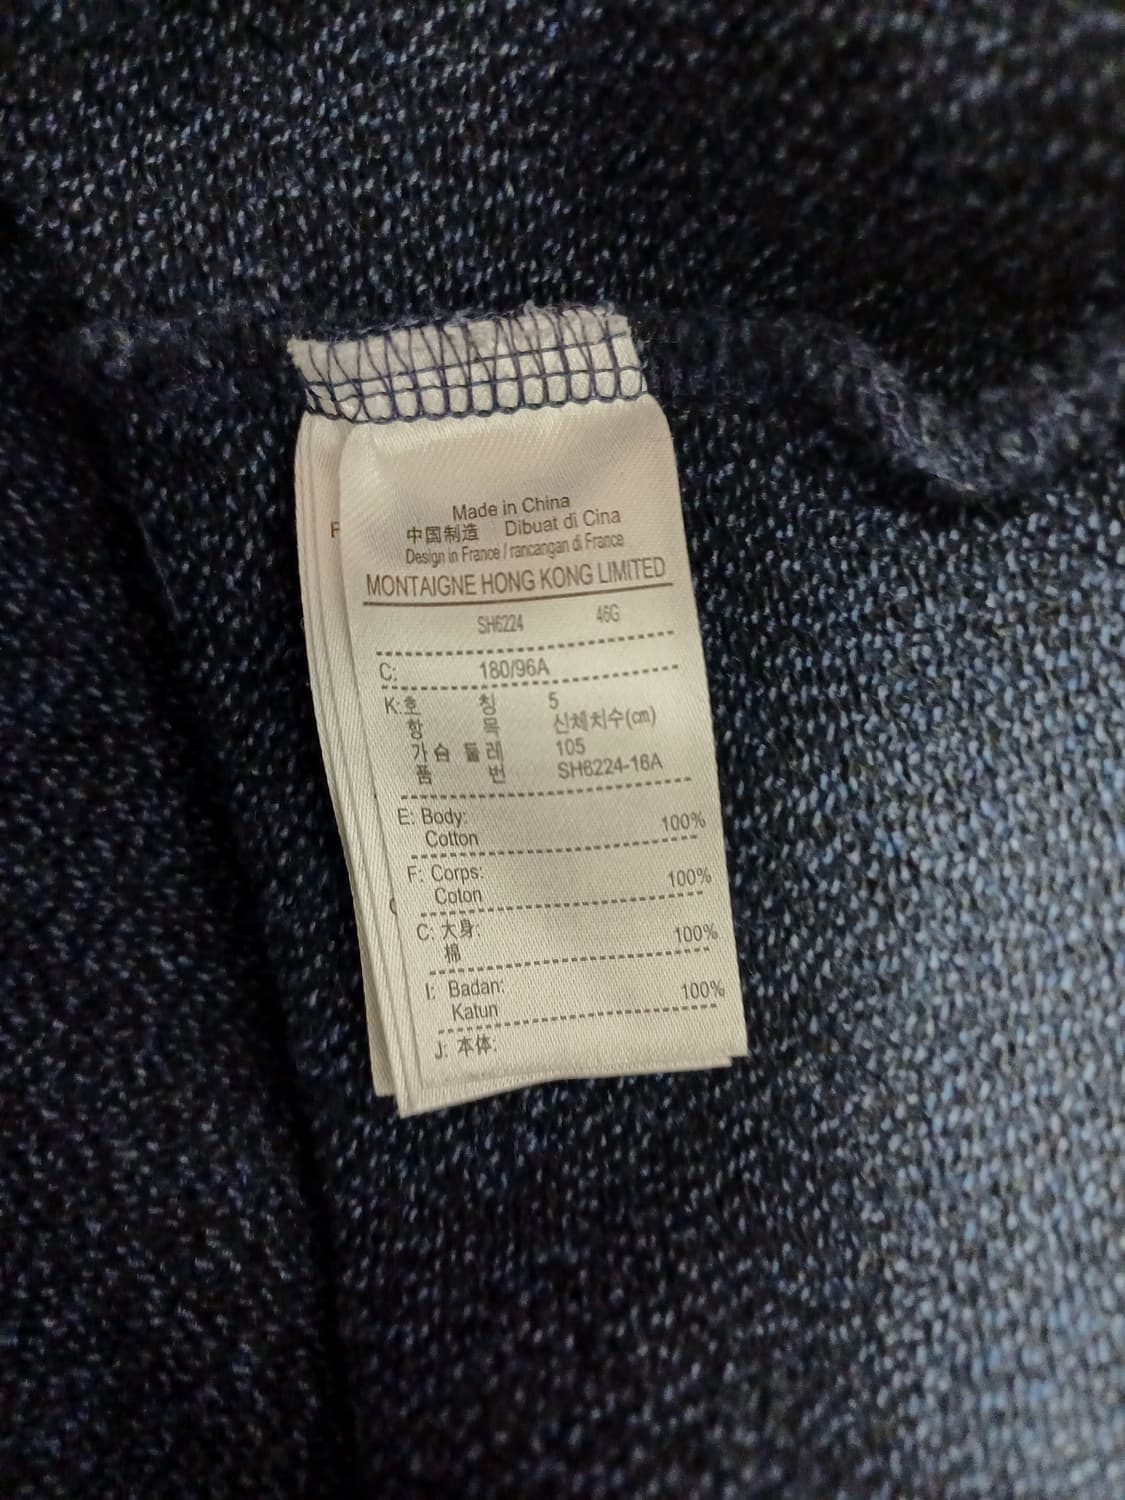 Made in China
中国制造 Dibuat di Cina
Design in France / rancangan di France
MONTAIGNE HONG KONG LIMITED
SH6224 46G
C: 180/96A
K:호 칭 5
항 목 신체치수(cm)
가슴 둘레 105
품 번 SH6224-16A
E: Body:
Cotton 100%
F: Corps:
Coton 100%
C: 大身:
棉 100%
I: Badan:
Katun 100%
J: 本体: